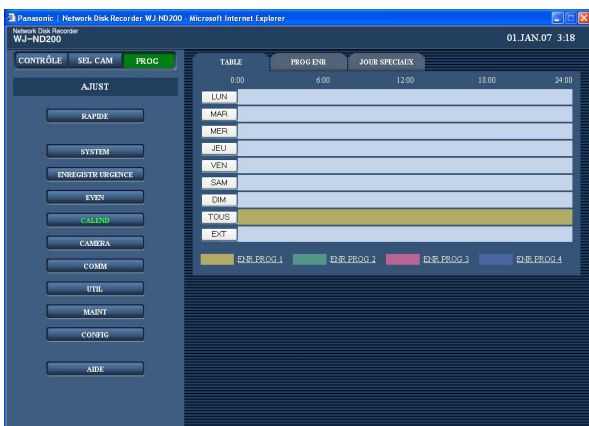 Panasonic | Network Disk Recorder WJ-ND200 - Microsoft Internet Explorer
Network Disk Recorder
WJ-ND200
01.JAN.07 3:18
CONTRÔLE SEL CAM PROG
AJUST
RAPIDE
SYSTEM
ENREGISTR URGENCE
EVEN
CALEND
CAMERA
COMM
UTIL
MAINT
CONFIG
AIDE
TABLE PROG ENR JOUR SPECIAUX
0:00 6:00 12:00 18:00 24:00
LUN
MAR
MER
JEU
VEN
SAM
DIM
TOUS
EXT
ENR PROG 1 ENR PROG 2 ENR PROG 3 ENR PROG 4